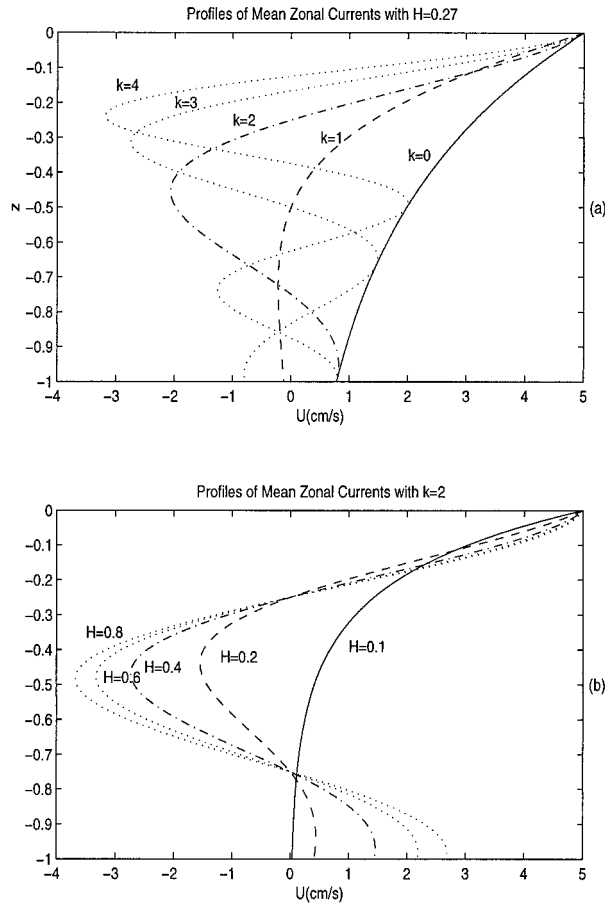 Profiles of Mean Zonal Currents with H=0.27
0
-0.1
-0.2
-0.3
-0.4
-0.5
-0.6
-0.7
-0.8
-0.9
-1
z
k=4
k=3
k=2
k=1
k=0
(a)
-4 -3 -2 -1 0 1 2 3 4 5
U(cm/s)
Profiles of Mean Zonal Currents with k=2
0
-0.1
-0.2
-0.3
-0.4
-0.5
-0.6
-0.7
-0.8
-0.9
-1
H=0.8
H=0.6
H=0.4
H=0.2
H=0.1
(b)
-4 -3 -2 -1 0 1 2 3 4 5
U(cm/s)